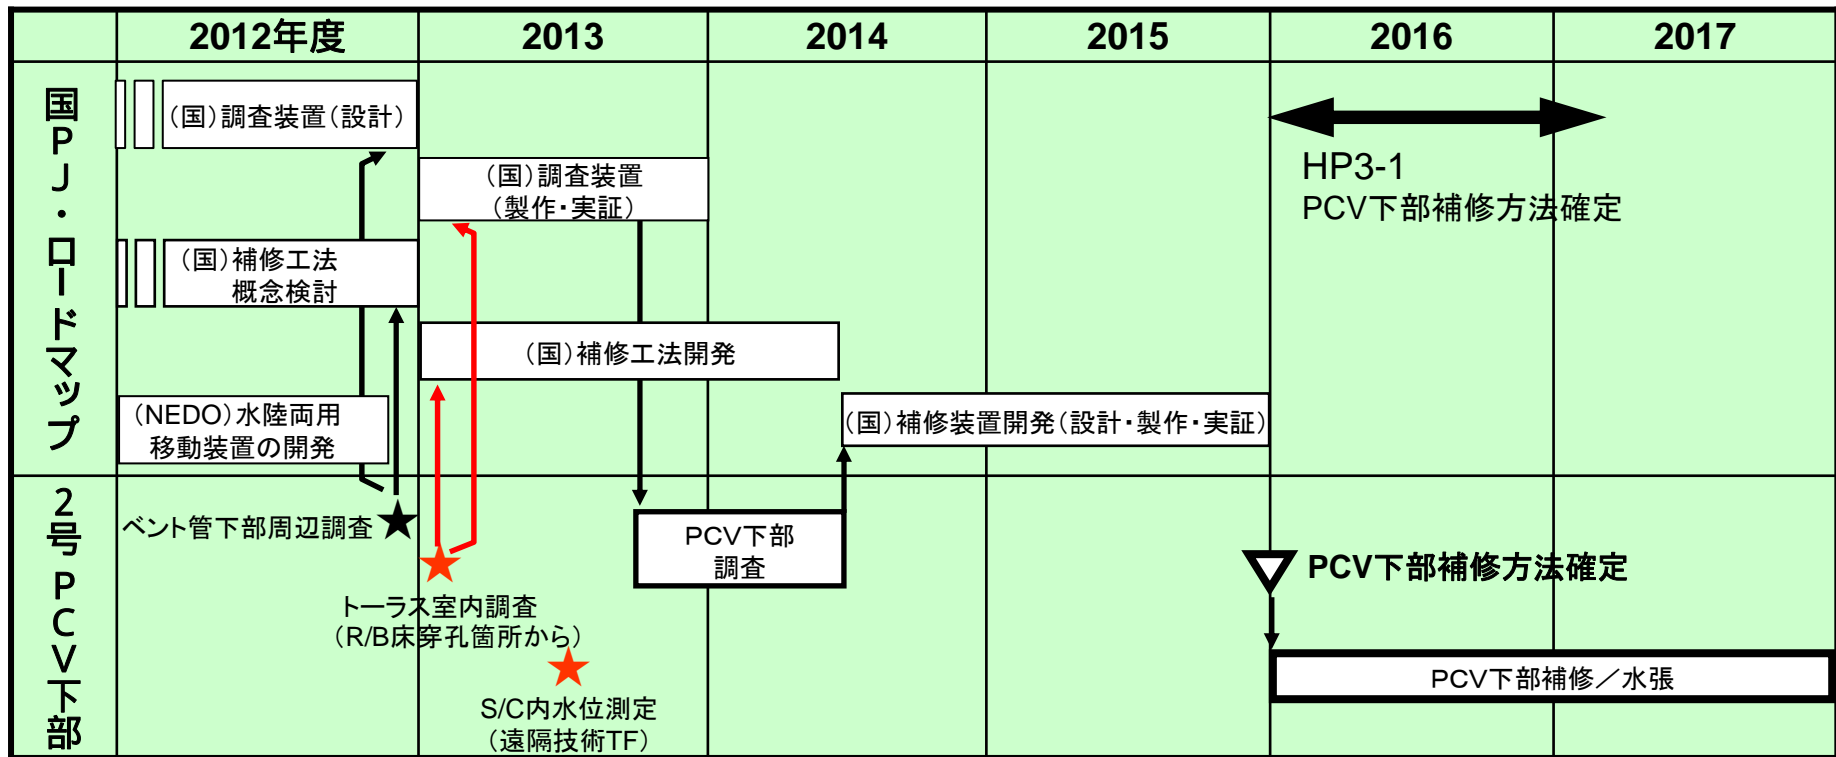 2012年度
2013
2014
2015
2016
2017
国PJ・ロードマップ
(国)調査装置(設計)
(国)調査装置
(製作・実証)
HP3-1
PCV下部補修方法確定
(国)補修工法
概念検討
(国)補修工法開発
(NEDO)水陸両用
移動装置の開発
(国)補修装置開発(設計・製作・実証)
2号PCV下部
ベント管下部周辺調査
PCV下部
調査
PCV下部補修方法確定
トーラス室内調査
(R/B床穿孔箇所から)
S/C内水位測定
(遠隔技術TF)
PCV下部補修/水張